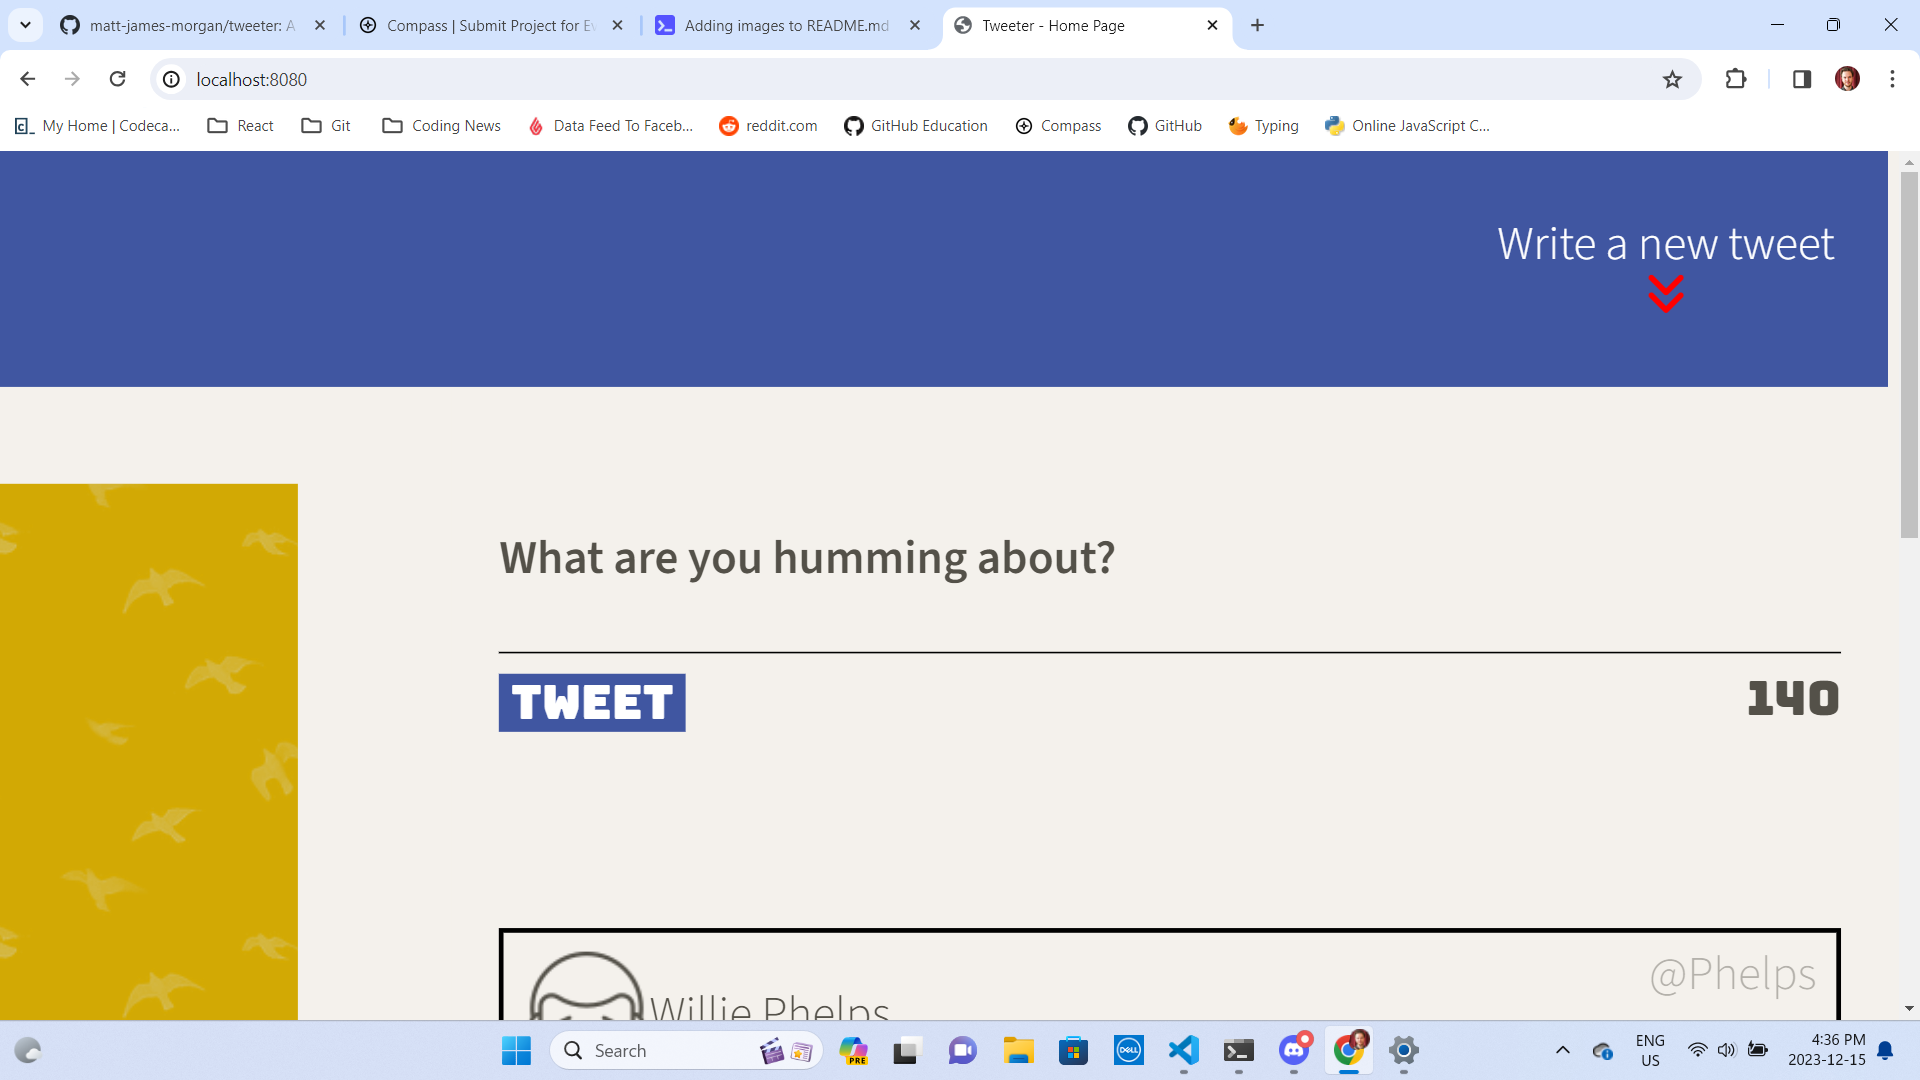 matt-james-morgan/tweeter: A
Compass | Submit Project for Ev
Adding images to README.md
Tweeter - Home Page
localhost:8080
My Home | Codeca...
React
Git
Coding News
Data Feed To Faceb...
reddit.com
GitHub Education
Compass
GitHub
Typing
Online JavaScript C...
Write a new tweet
What are you humming about?
TWEET
140
@Phelps
Willie Phelps
Search
PRE
DELL
ENG
US
4:36 PM
2023-12-15